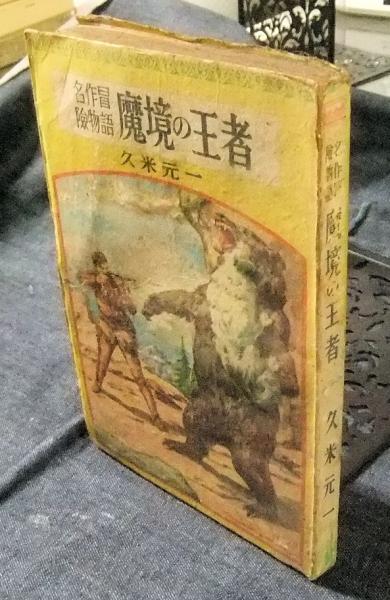 名作冒
険物語
魔境の王者
久米元一
名作冒
険物語
魔境の王者
久米元一